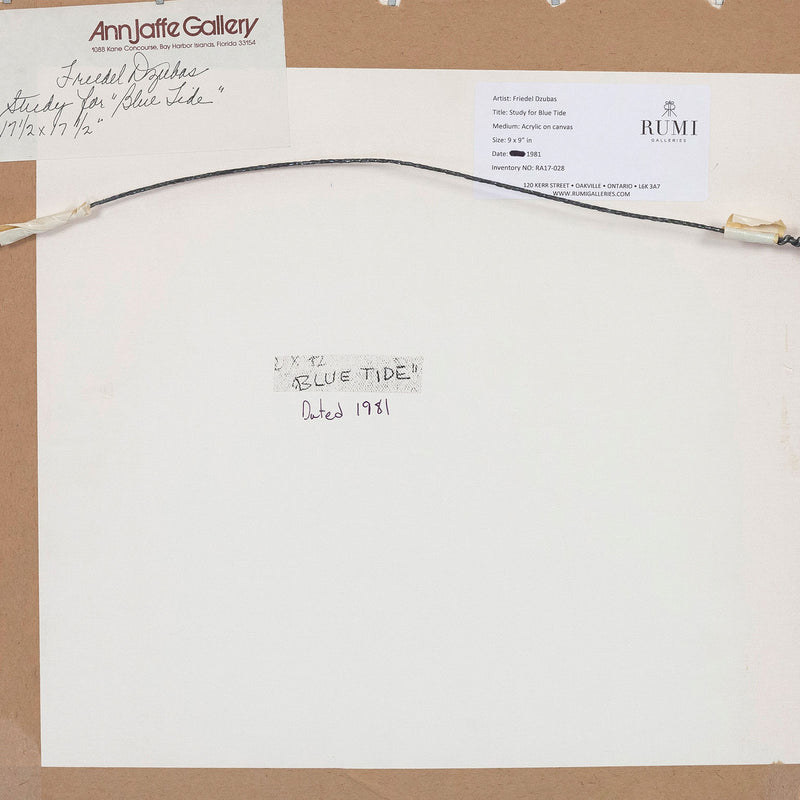 Ann Jaffe Gallery
1088 Kane Concourse, Bay Harbor Islands, Florida 33154
Friedel Dzubas
Study for "Blue Tide"
17 1/2 x 17 1/2"
Artist: Friedel Dzubas
Title: Study for Blue Tide
Medium: Acrylic on canvas
Size: 9 x 9" in
Date: 1981
Inventory NO: RA17-028
RUMI
GALLERIES
120 KERR STREET • OAKVILLE • ONTARIO • L6K 3A7
WWW.RUMIGALLERIES.COM
"BLUE TIDE"
Dated 1981